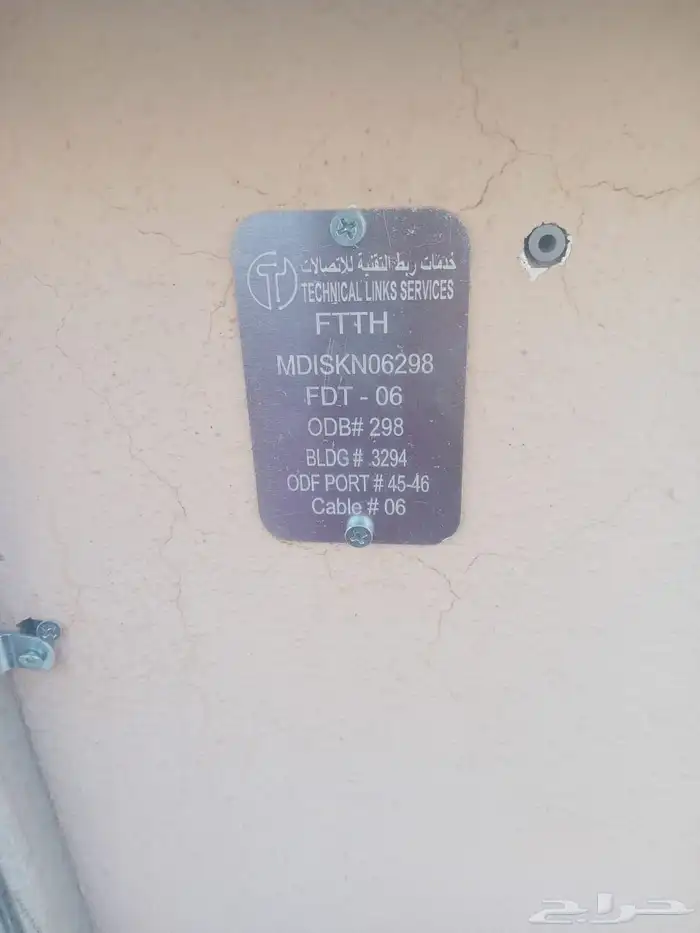 خدمات ربط التقنية للاتصالات
TECHNICAL LINKS SERVICES
FTTH
MDISKN06298
FDT - 06
ODB# 298
BLDG # 3294
ODF PORT # 45-46
Cable # 06
حراج